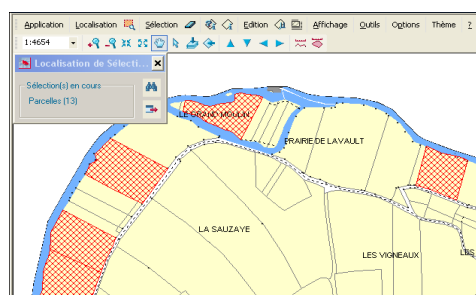 Application Localisation Sélection Edition Affichage Outils Options Thème ?
1:4654
Localisation de Sélecti...
Sélection(s) en cours
Parcelles (13)
LE GRAND MOULIN
PRAIRIE DE LAVAULT
LA SAUZAYE
LES VIGNEAUX
LES